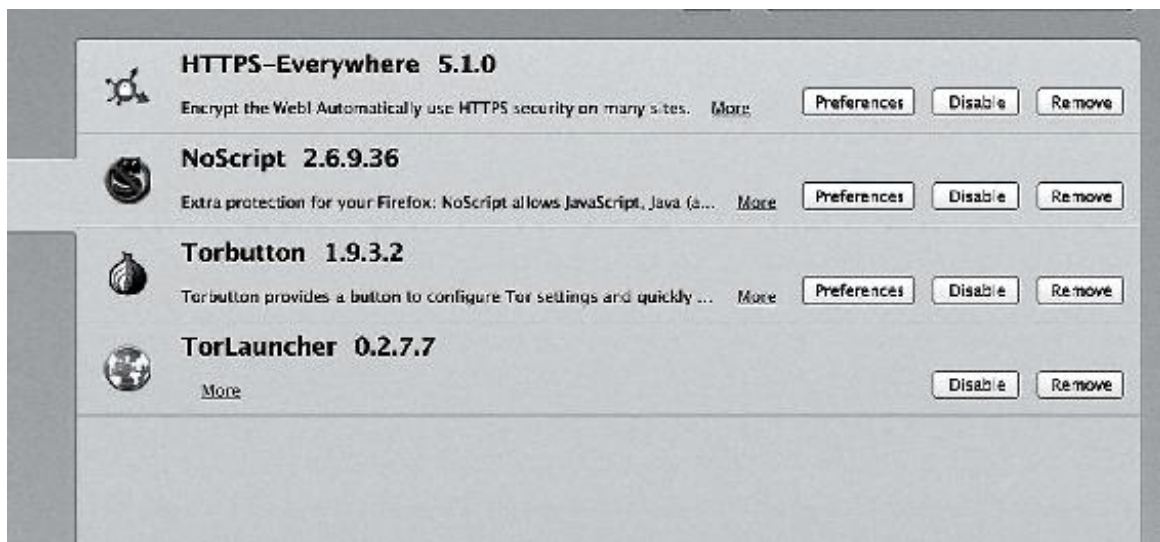 HTTPS-Everywhere 5.1.0
Encrypt the Web! Automatically use HTTPS security on many sites. More
Preferences Disable Remove
NoScript 2.6.9.36
Extra protection for your Firefox: NoScript allows JavaScript, Java (a... More
Preferences Disable Remove
Torbutton 1.9.3.2
Torbutton provides a button to configure Tor settings and quickly ... More
Preferences Disable Remove
TorLauncher 0.2.7.7
More
Disable Remove